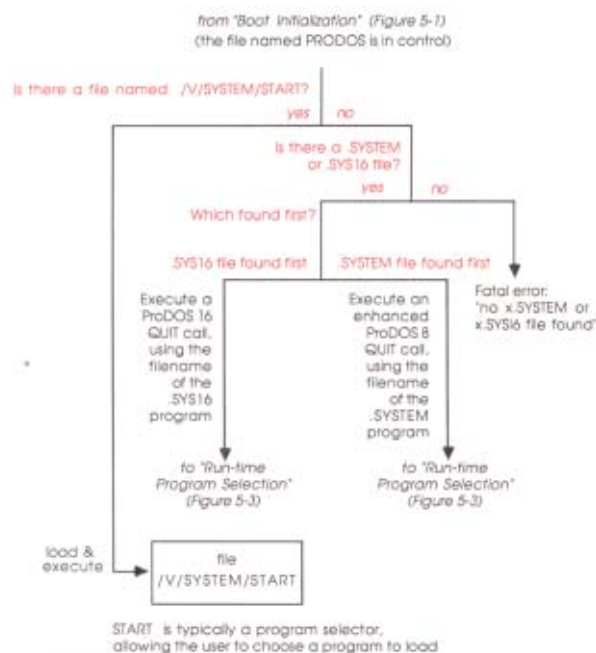 from "Boot Initialization" (Figure 5-1)
(the file named PRODOS is in control)
Is there a file named /V/SYSTEM/START?
yes no
Is there a .SYSTEM
or .SYS16 file?
yes no
Which found first?
.SYS16 file found first
.SYSTEM file found first
Execute a
ProDOS 16
QUIT call,
using the
filename
of the
.SYS16
program
Execute an
enhanced
ProDOS 8
QUIT call,
using the
filename
of the
.SYSTEM
program
Fatal error:
"no x.SYSTEM or
x.SYS16 file found"
to "Run-time
Program Selection"
(Figure 5-3)
to "Run-time
Program Selection"
(Figure 5-3)
load &
execute
file
/V/SYSTEM/START
START is typically a program selector,
allowing the user to choose a program to load